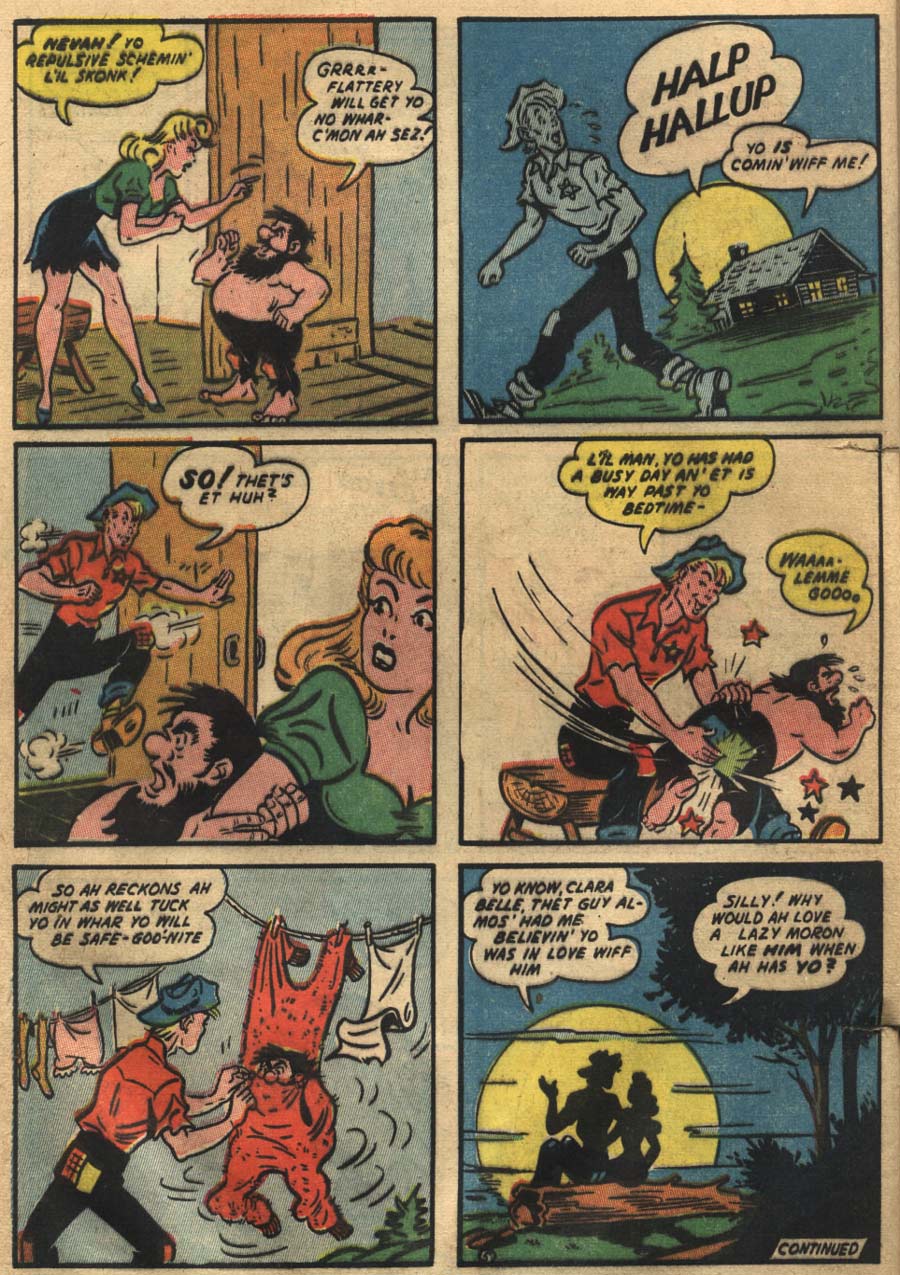 NEVAH! YO
REPULSIVE SCHEMIN'
L'IL SKONK!
GRRRR-
FLATTERY
WILL GET YO
NO WHAR-
C'MON AH SEZ!
HALP
HALLUP
YO IS
COMIN' WIFF ME!
SO! THET'S
ET HUH?
L'IL MAN, YO HAS HAD
A BUSY DAY AN' ET IS
WAY PAST YO
BEDTIME-
WAAAA-
LEMME
GOOO.
SO AH RECKONS AH
MIGHT AS WELL TUCK
YO IN WHAR YO WILL
BE SAFE-GOD-NITE
YO KNOW, CLARA
BELLE, THET GUY AL-
MOS' HAD ME
BELIEVIN' YO
WAS IN LOVE WIFF
HIM
SILLY! WHY
WOULD AH LOVE
A LAZY MORON
LIKE HIM WHEN
AH HAS YO?
CONTINUED